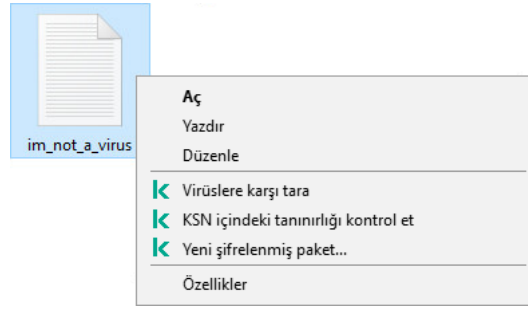 im_not_a_virus
Aç
Yazdır
Düzenle
Virüslere karşı tara
KSN içindeki tanınırlığı kontrol et
Yeni şifrelenmiş paket...
Özellikler